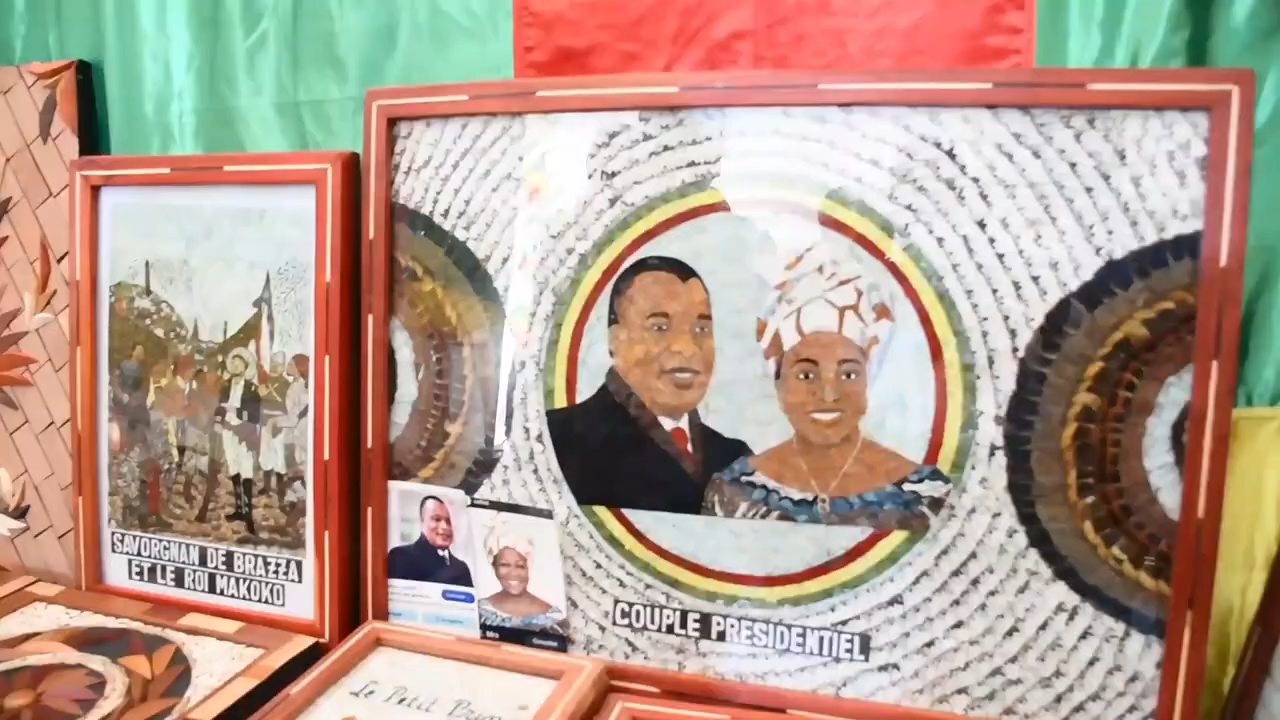 SAVORGNAN DE BRAZZA
ET LE ROI MAKOKO
COUPLE PRESIDENTIEL
Le Petit